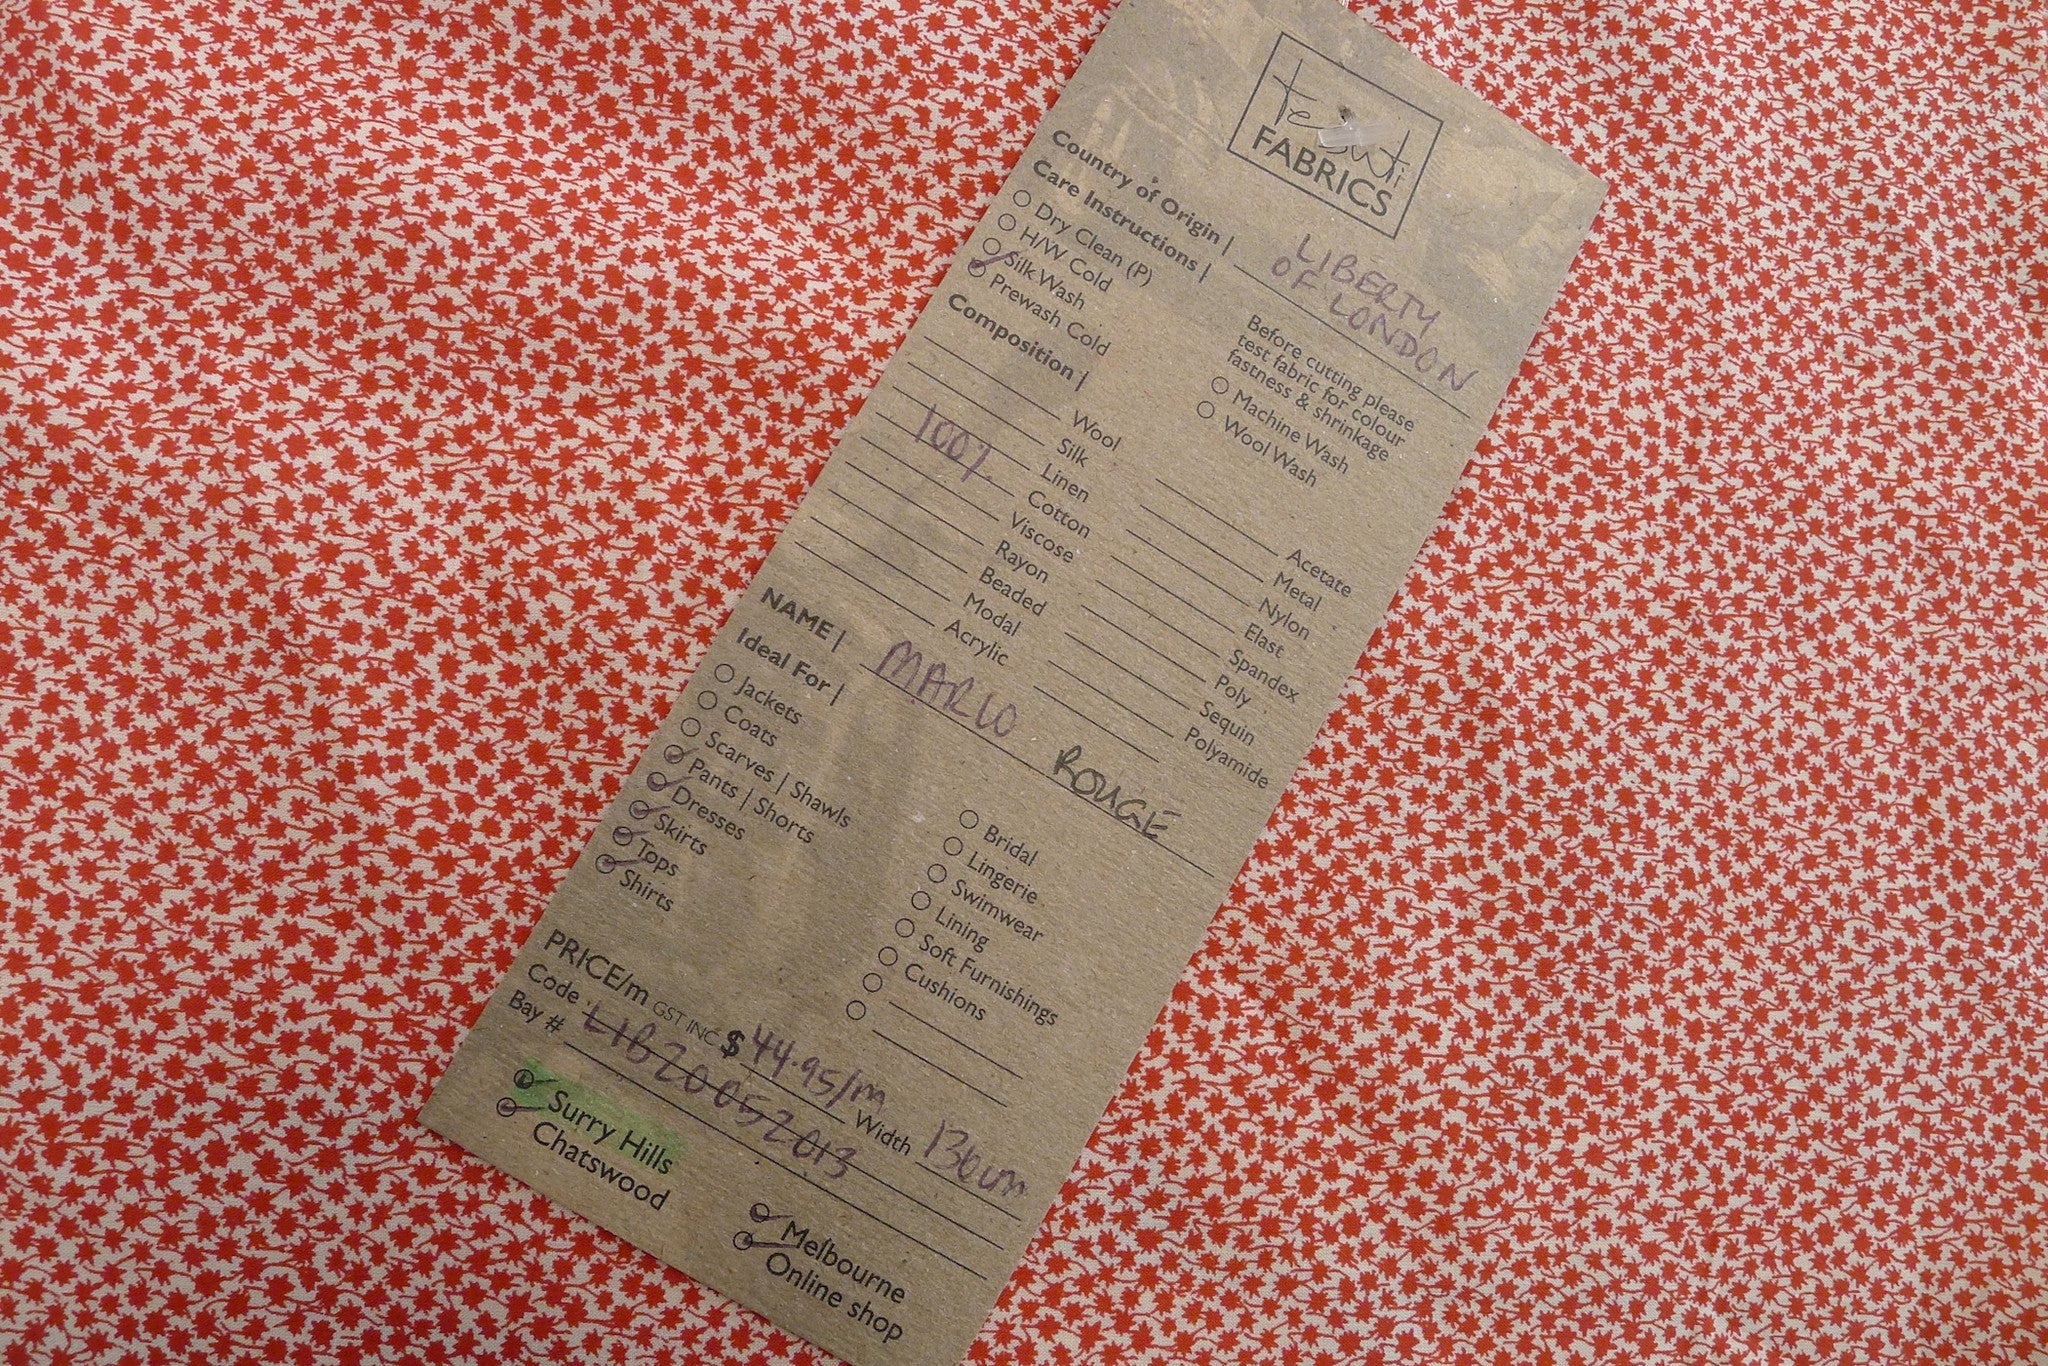 Tessuti
FABRICS
Country of Origin | LIBERTY
OF LONDON
Care Instructions |
Dry Clean (P)
H/W Cold
Silk Wash
Prewash Cold
Before cutting please
test fabric for colour
fastness & shrinkage
Machine Wash
Wool Wash
Composition |
Wool
Silk
Linen
100% Cotton
Viscose
Rayon
Beaded
Modal
Acrylic
Acetate
Metal
Nylon
Elast
Spandex
Poly
Sequin
Polyamide
NAME | MARLO ROUGE
Ideal For |
Jackets
Coats
Scarves | Shawls
Pants | Shorts
Dresses
Skirts
Tops
Shirts
Bridal
Lingerie
Swimwear
Lining
Soft Furnishings
Cushions
PRICE/m GST INC $ 44.95/m Width 136cm
Code LIB20052013
Bay #
Surry Hills
Chatswood
Melbourne
Online shop